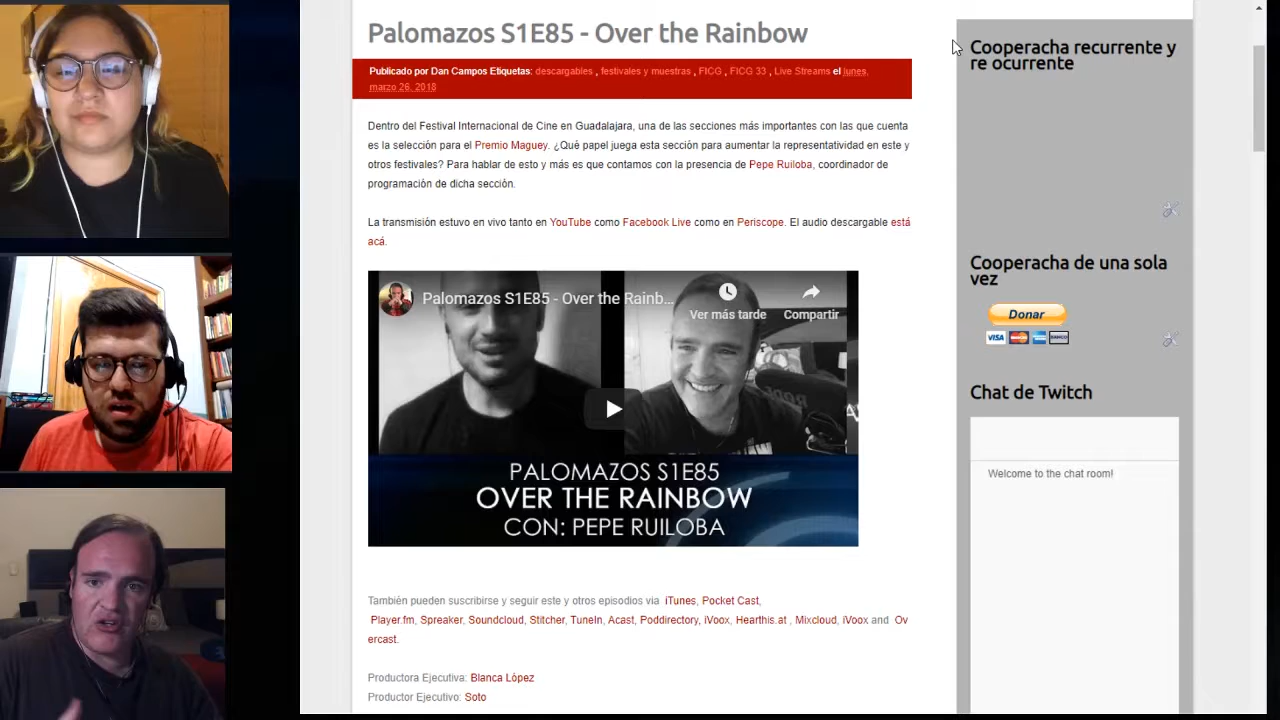 Palomazos S1E85 - Over the Rainbow
Publicado por Dan Campos Etiquetas: descargables , festivales y muestras , FICG , FICG 33 , Live Streams el lunes,
marzo 26, 2018
Dentro del Festival Internacional de Cine en Guadalajara, una de las secciones más importantes con las que cuenta
es la selección para el Premio Maguey. ¿Què papel juega esta sección para aumentar la representatividad en este y
otros festivales? Para hablar de esto y más es que contamos con la presencia de Pepe Ruiloba, coordinador de
programación de dicha sección.
La transmisión estuvo en vivo tanto en YouTube como Facebook Live como en Periscope. El audio descargable está
acá.
Palomazos S1E85 - Over the Rainb...
Ver más tarde
Compartir
PALOMAZOS S1E85
OVER THE RAINBOW
CON: PEPE RUILOBA
También pueden suscribirse y seguir este y otros episodios via iTunes, Pocket Cast,
Player.fm, Spreaker, Soundcloud, Stitcher, TuneIn, Acast, Poddirectory, iVoox, Hearthis.at , Mixcloud, iVoox and Ov
ercast.
Productora Ejecutiva: Blanca López
Productor Ejecutivo: Soto
Cooperacha recurrente y
re ocurrente
Cooperacha de una sola
vez
Donar
VISA
Chat de Twitch
Welcome to the chat room!